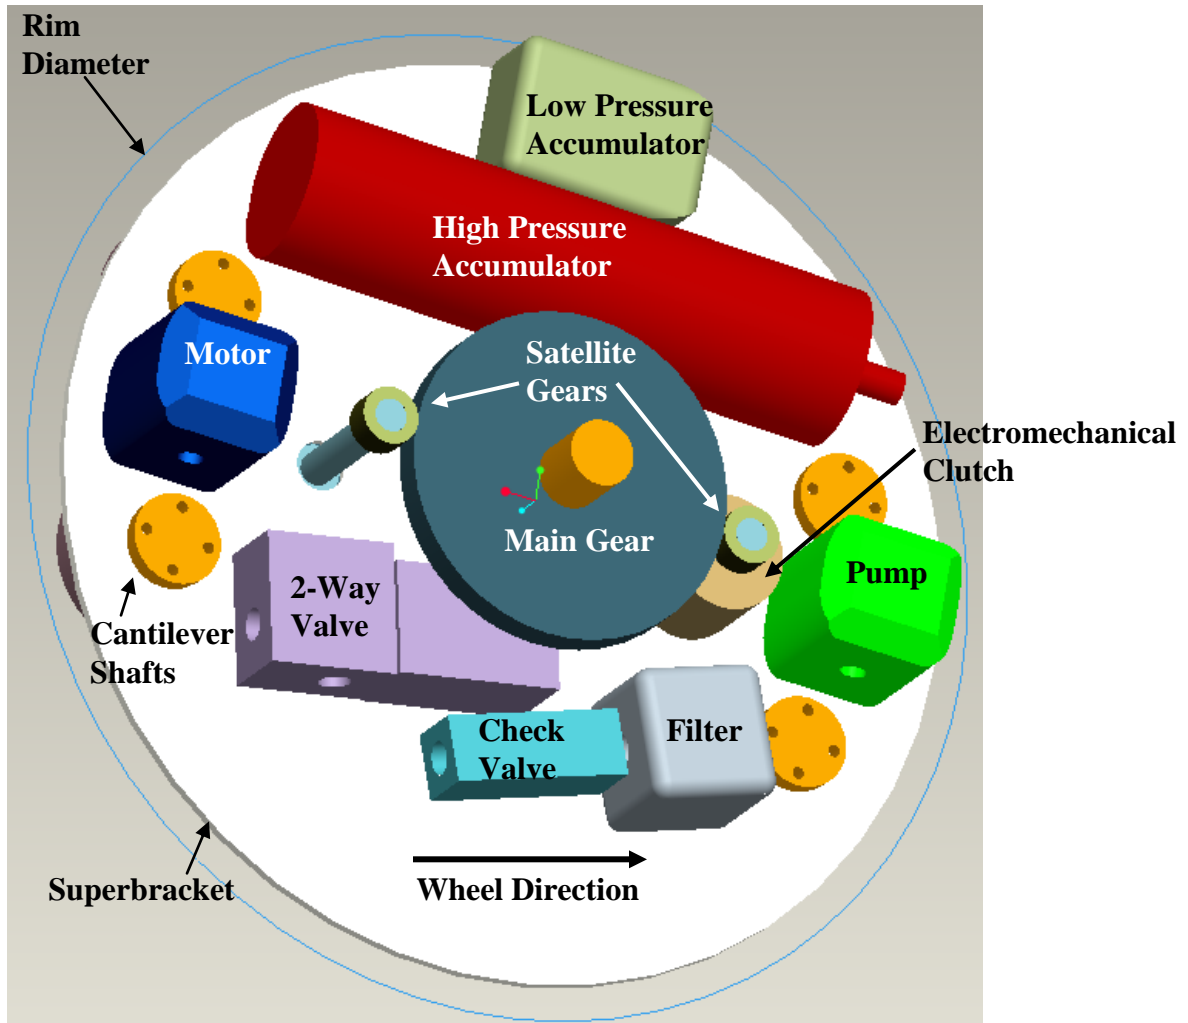 Rim
Diameter
Low Pressure
Accumulator
High Pressure
Accumulator
Motor
Satellite
Gears
Electromechanical
Clutch
Main Gear
Pump
2-Way
Valve
Cantilever
Shafts
Check
Valve
Filter
Superbracket
Wheel Direction